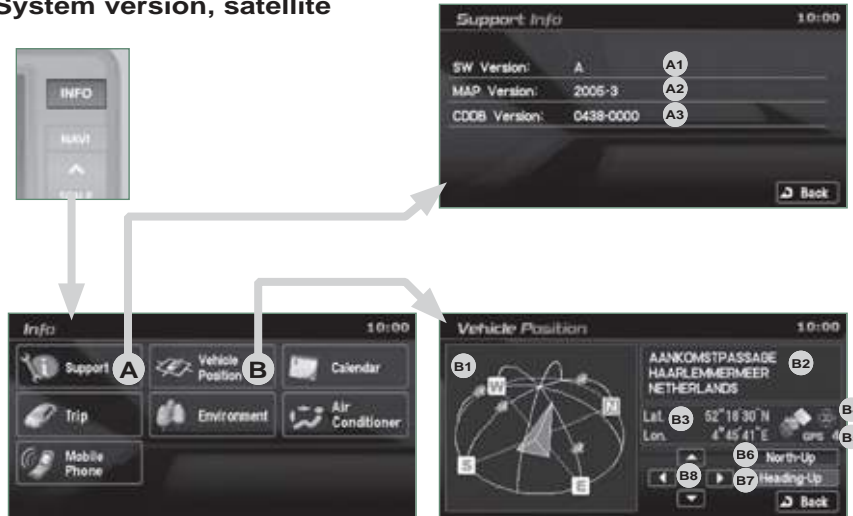 System version, satellite
INFO
NAVI
Support Info 10:00
SW Version: A A1
MAP Version: 2005-3 A2
CDDB Version: 0438-0000 A3
Back
Info 10:00
Support A Vehicle Position B Calendar
Trip Environment Air Conditioner
Mobile Phone
Vehicle Position 10:00
B1 W N S E
AANKOMSTPASSAGE B2
HAARLEMMERMEER
NETHERLANDS
Lat. B3 52°18'30"N
Lon. 4°45'41"E GPS 4
B6 North-Up
B8 B7 Heading-Up
Back